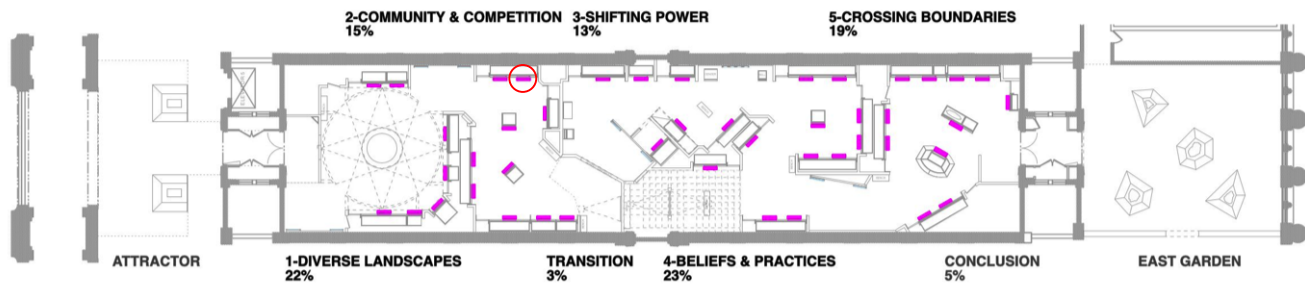 2-COMMUNITY & COMPETITION
15%
3-SHIFTING POWER
13%
5-CROSSING BOUNDARIES
19%
ATTRACTOR
1-DIVERSE LANDSCAPES
22%
TRANSITION
3%
4-BELIEFS & PRACTICES
23%
CONCLUSION
5%
EAST GARDEN